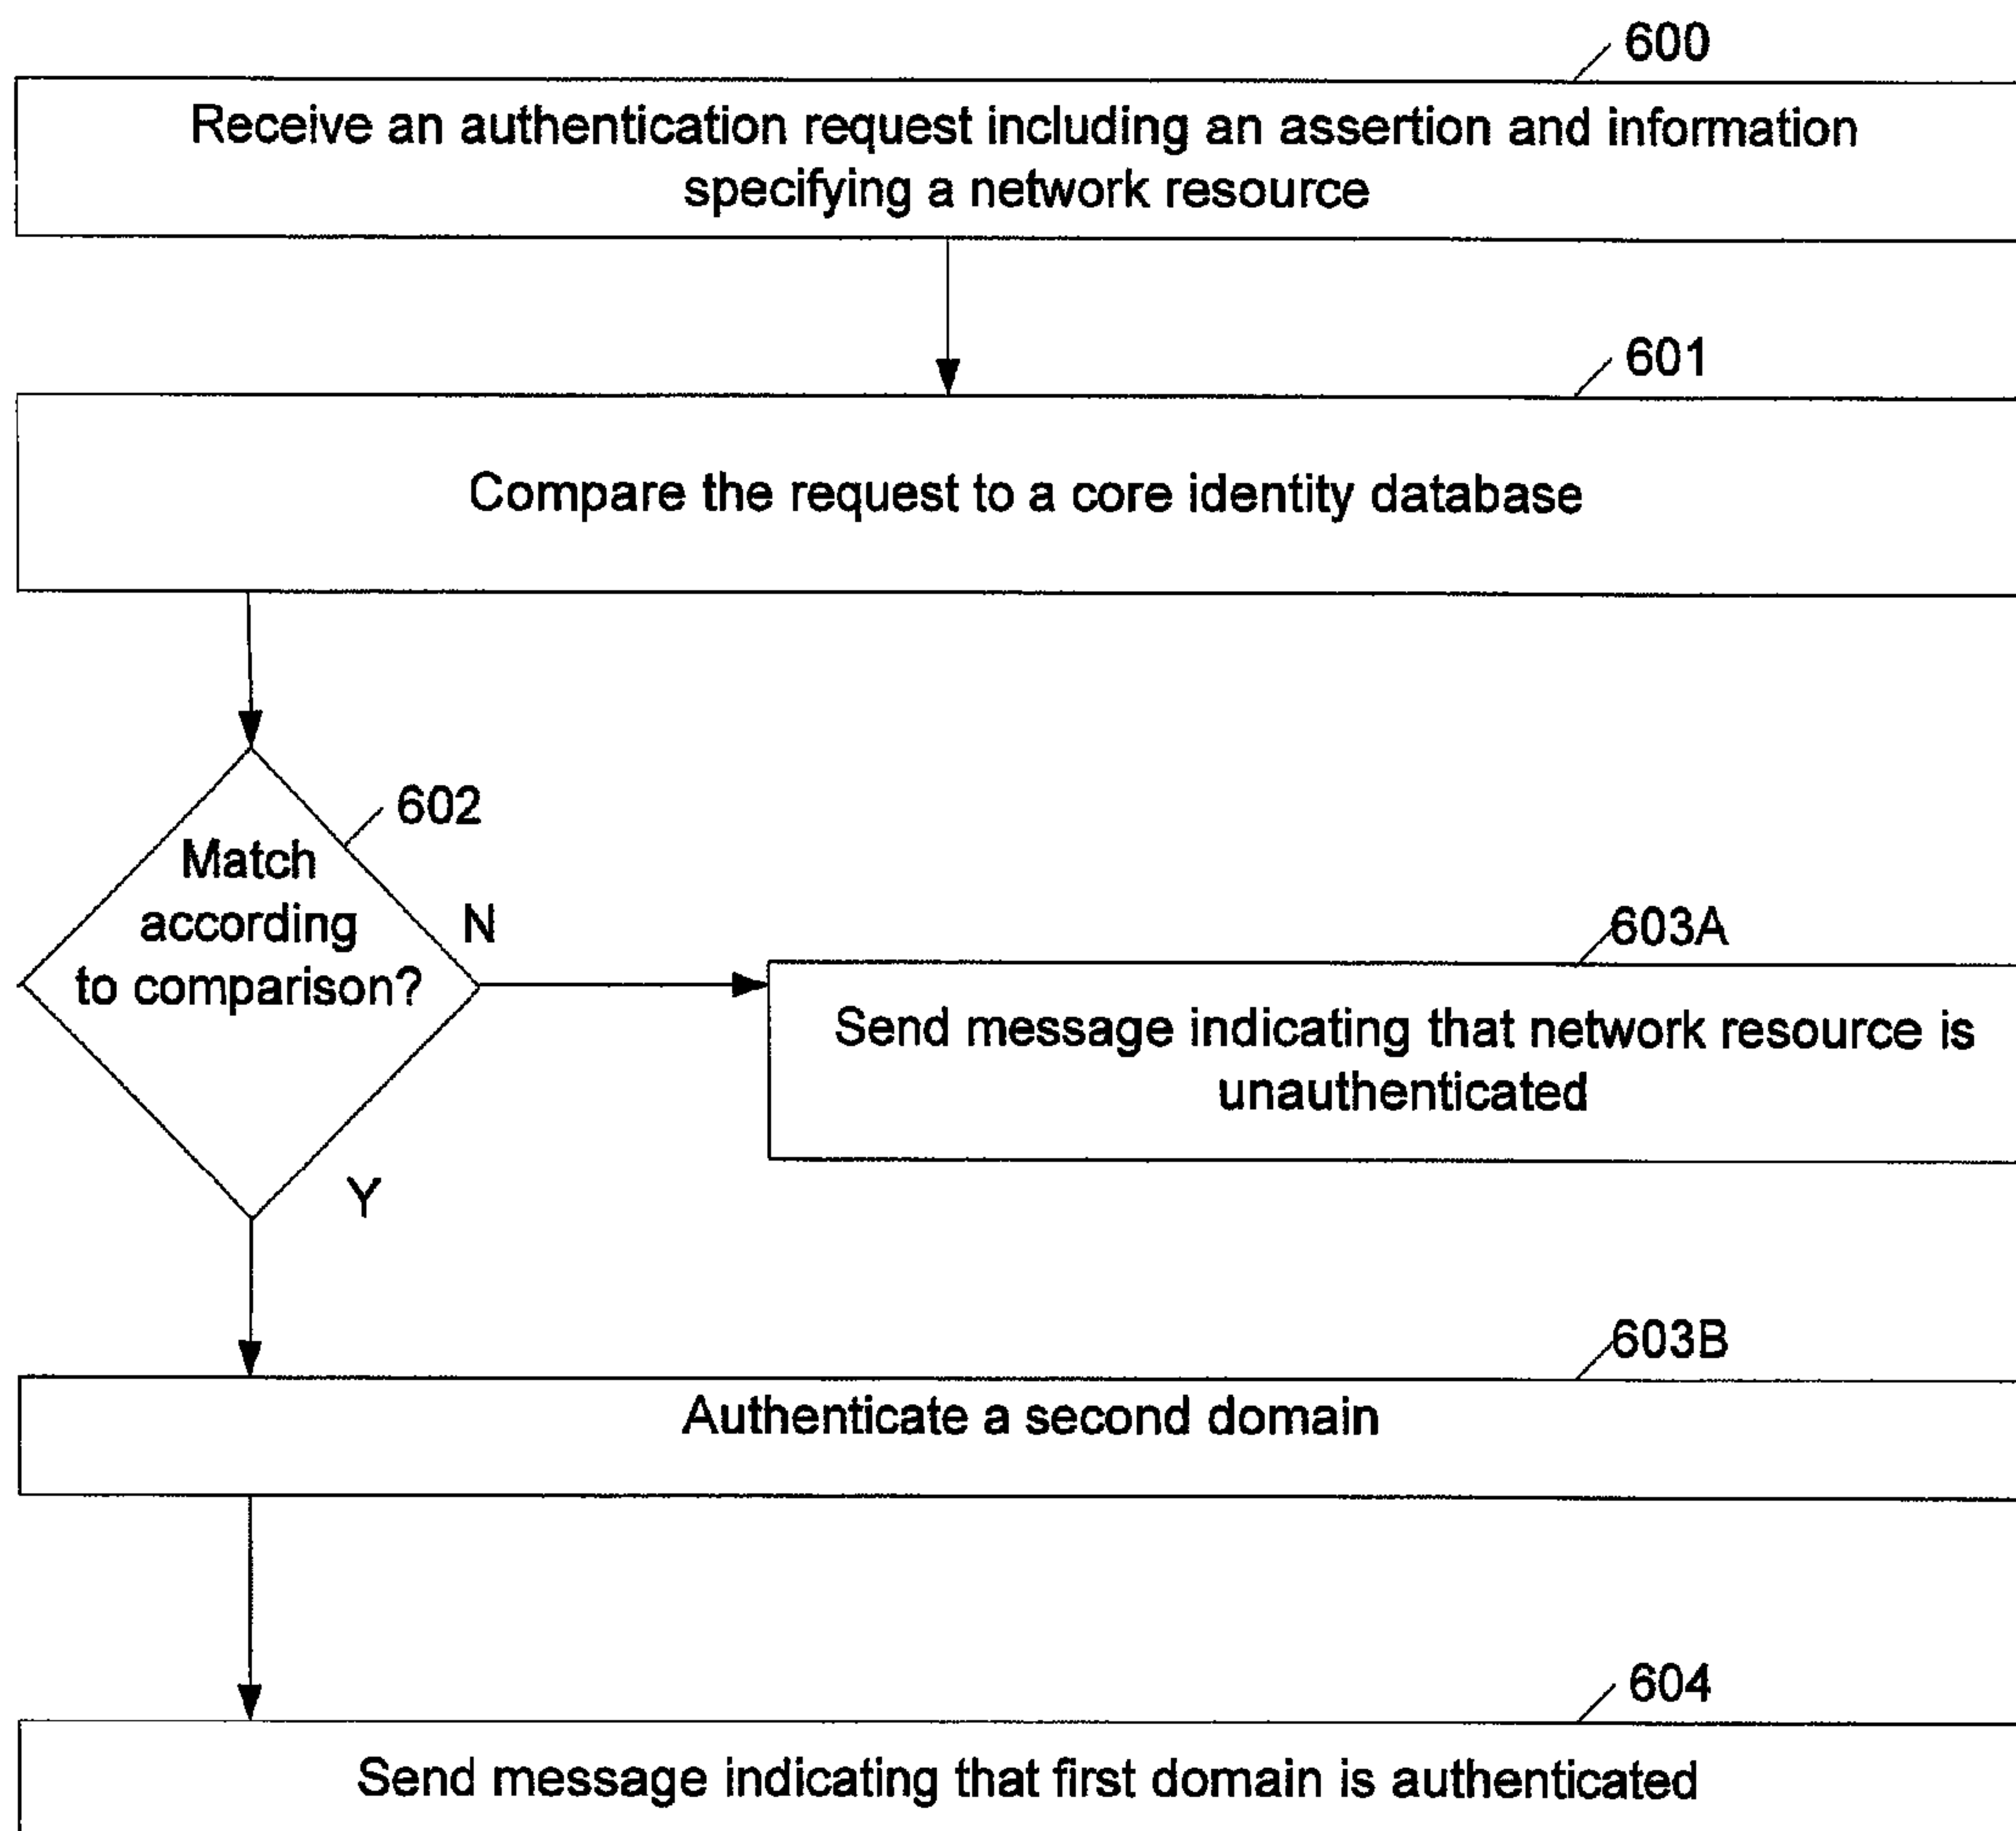 600
Receive an authentication request including an assertion and information
specifying a network resource
601
Compare the request to a core identity database
602
Match
according
to comparison?
N
603A
Send message indicating that network resource is
unauthenticated
Y
603B
Authenticate a second domain
604
Send message indicating that first domain is authenticated